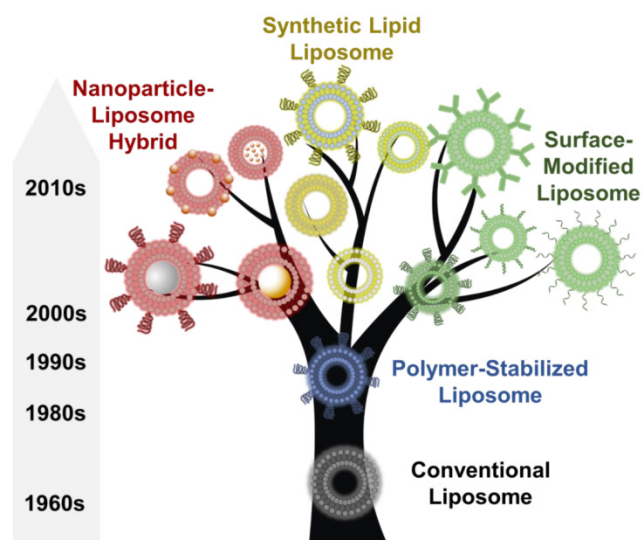 Synthetic Lipid
Liposome
Nanoparticle-
Liposome
Hybrid
Surface-
Modified
Liposome
2010s
2000s
1990s
Polymer-Stabilized
Liposome
1980s
Conventional
Liposome
1960s